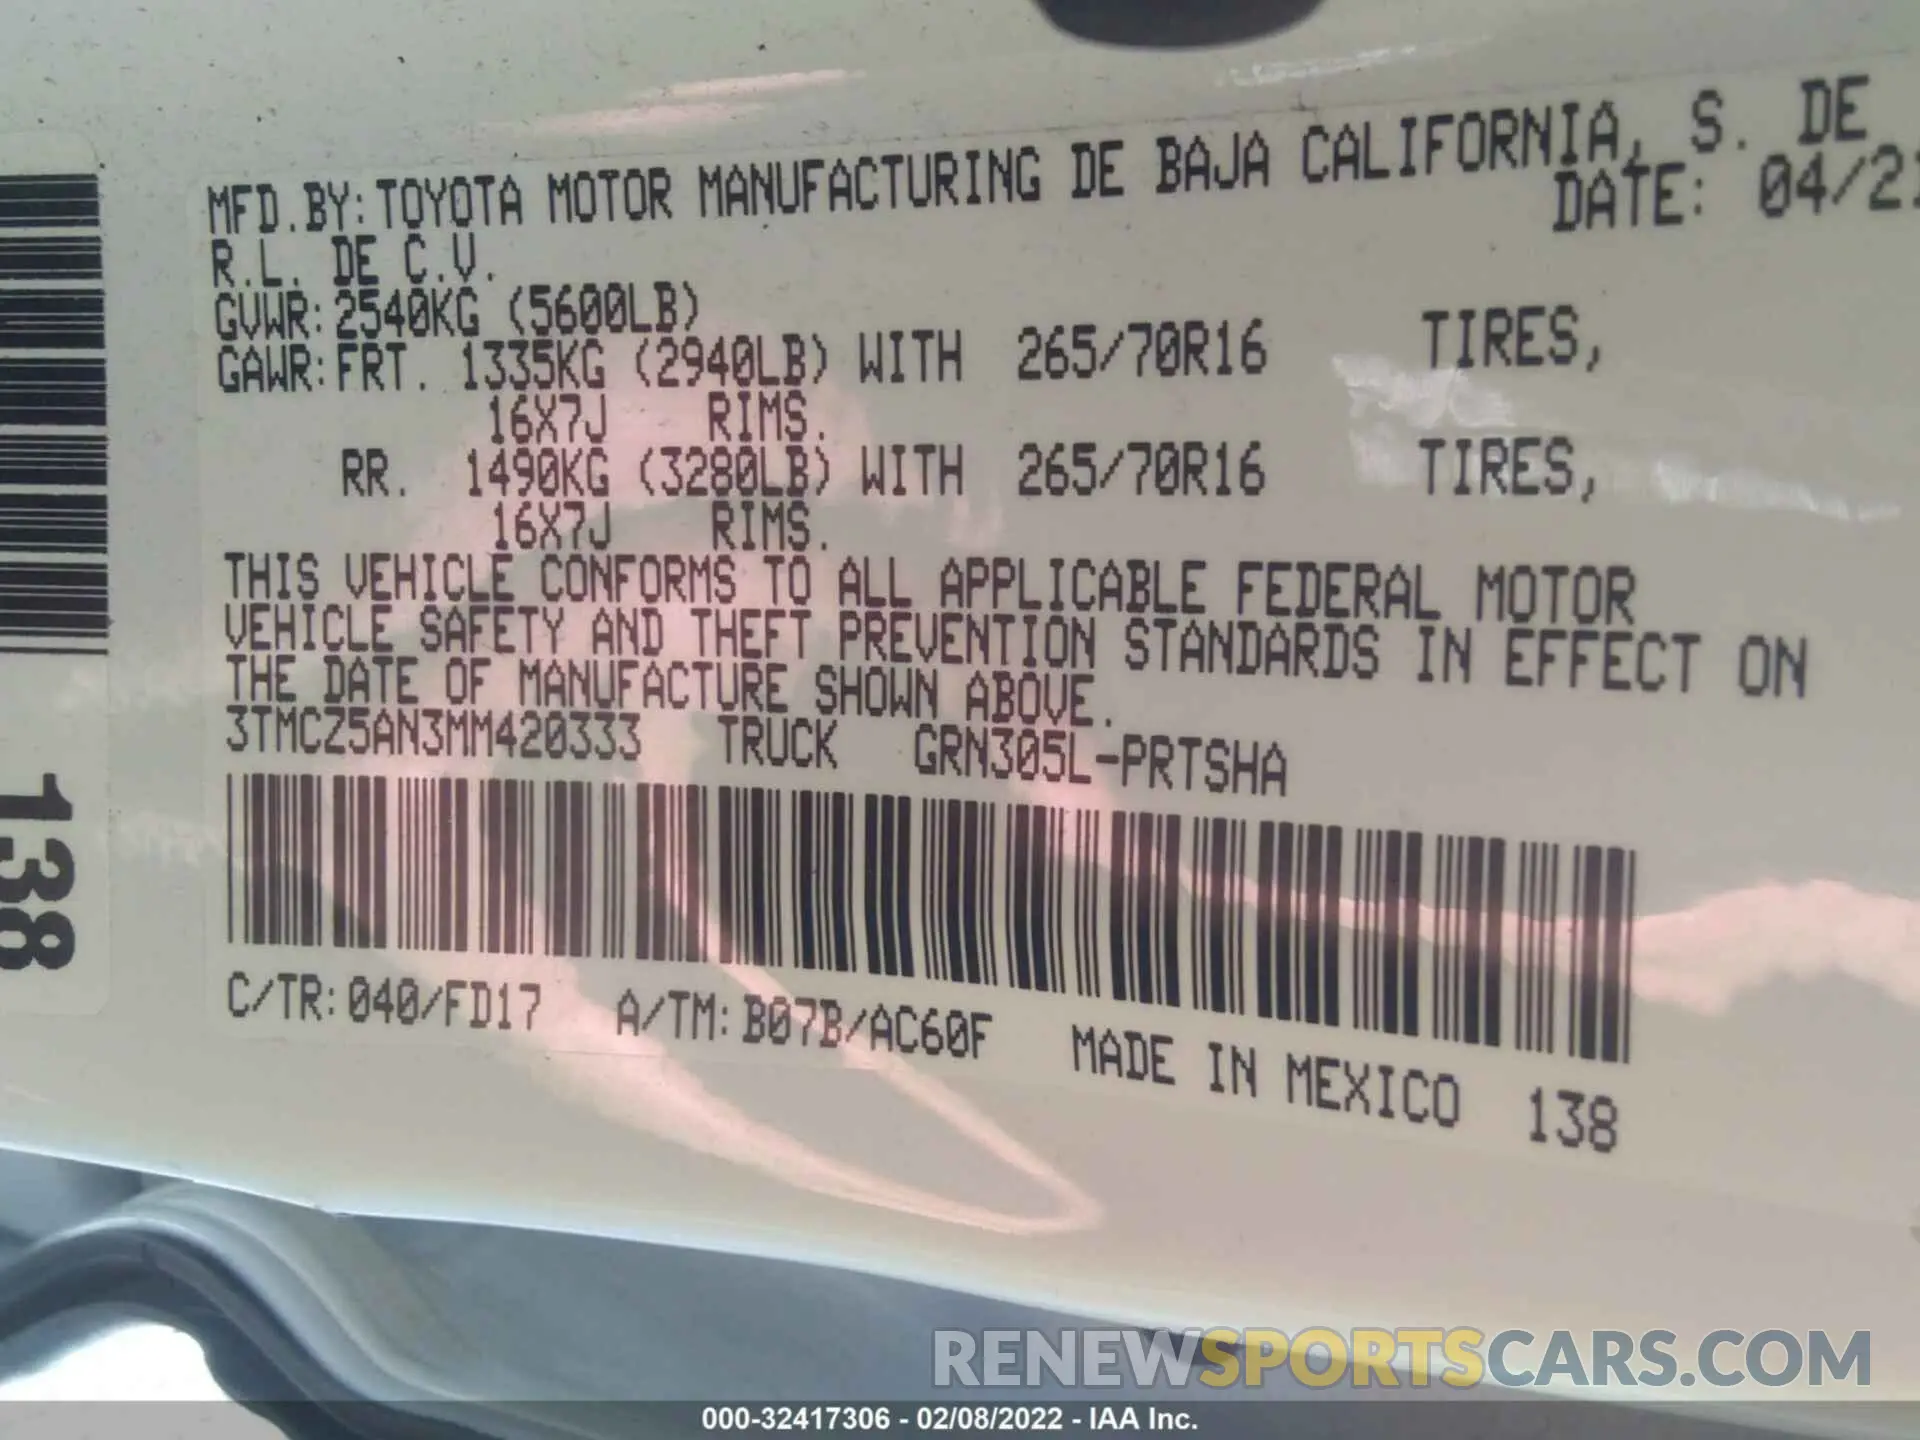 MFD.BY:TOYOTA MOTOR MANUFACTURING DE BAJA CALIFORNIA, S. DE
R.L. DE C.V. DATE: 04/21
GVWR:2540KG (5600LB)
GAWR:FRT. 1335KG (2940LB) WITH 265/70R16 TIRES,
16X7J RIMS.
RR. 1490KG (3280LB) WITH 265/70R16 TIRES,
16X7J RIMS.
THIS VEHICLE CONFORMS TO ALL APPLICABLE FEDERAL MOTOR
VEHICLE SAFETY AND THEFT PREVENTION STANDARDS IN EFFECT ON
THE DATE OF MANUFACTURE SHOWN ABOVE.
3TMCZ5AN3MM420333 TRUCK GRN305L-PRTSHA
C/TR:040/FD17 A/TM:B07B/AC60F MADE IN MEXICO 138
138
RENEWSPORTSCARS.COM
000-32417306 - 02/08/2022 - IAA Inc.